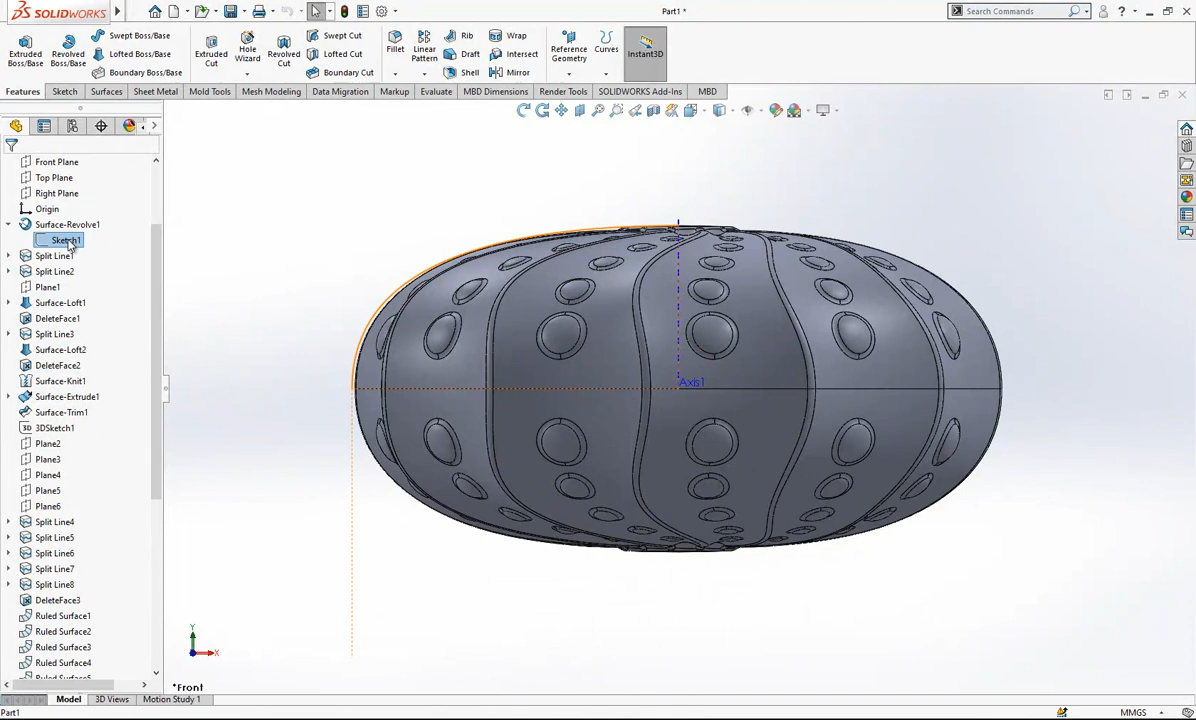 SOLIDWORKS
Part1 *
Search Commands
Extruded Boss/Base
Revolved Boss/Base
Swept Boss/Base
Lofted Boss/Base
Boundary Boss/Base
Extruded Cut
Hole Wizard
Revolved Cut
Swept Cut
Lofted Cut
Boundary Cut
Fillet
Linear Pattern
Rib
Draft
Shell
Wrap
Intersect
Mirror
Reference Geometry
Curves
Instant3D
Features Sketch Surfaces Sheet Metal Mold Tools Mesh Modeling Data Migration Markup Evaluate MBD Dimensions Render Tools SOLIDWORKS Add-Ins MBD
Front Plane
Top Plane
Right Plane
Origin
Surface-Revolve1
Sketch1
Split Line1
Split Line2
Plane1
Surface-Loft1
DeleteFace1
Split Line3
Surface-Loft2
DeleteFace2
Surface-Knit1
Surface-Extrude1
Surface-Trim1
3D 3DSketch1
Plane2
Plane3
Plane4
Plane5
Plane6
Split Line4
Split Line5
Split Line6
Split Line7
Split Line8
DeleteFace3
Ruled Surface1
Ruled Surface2
Ruled Surface3
Ruled Surface4
Ruled Surface5
Axis1
Y
X
*Front
Model 3D Views Motion Study 1
Part1
MMGS